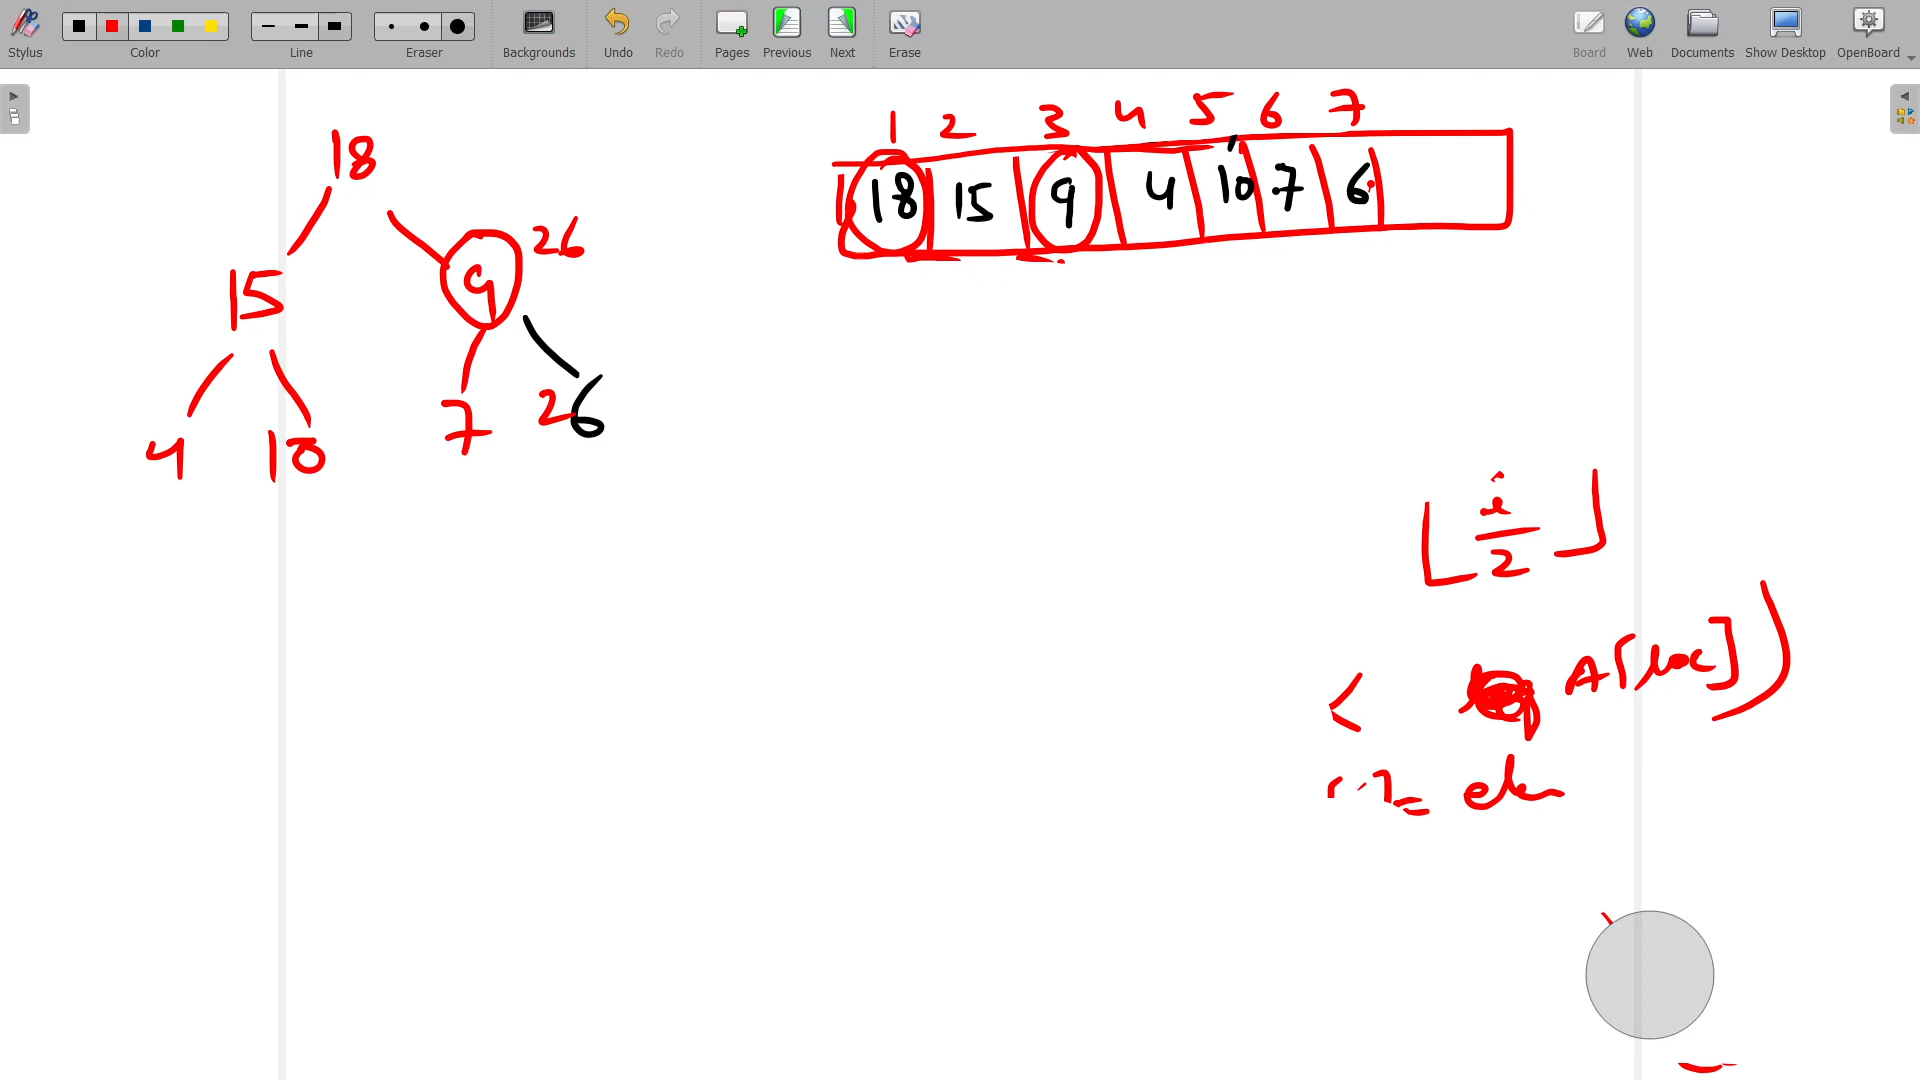 Stylus Color Line Eraser Backgrounds Undo Redo Pages Previous Next Erase Board Web Documents Show Desktop OpenBoard
1 2 3 4 5 6 7
18 15 9 4 10 7 6
18
15 9 26
4 10 7 26
⌊ i
2 ⌋
< A[loc] )